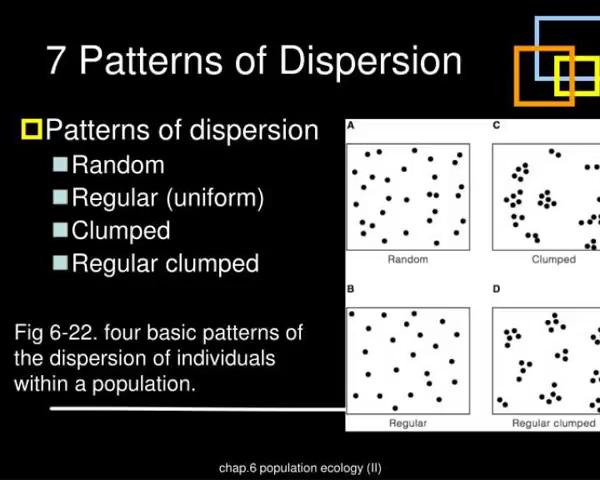 7 Patterns of Dispersion
Patterns of dispersion
Random
Regular (uniform)
Clumped
Regular clumped
Fig 6-22. four basic patterns of
the dispersion of individuals
within a population.
A
Random
C
Clumped
B
Regular
D
Regular clumped
chap.6 population ecology (II)